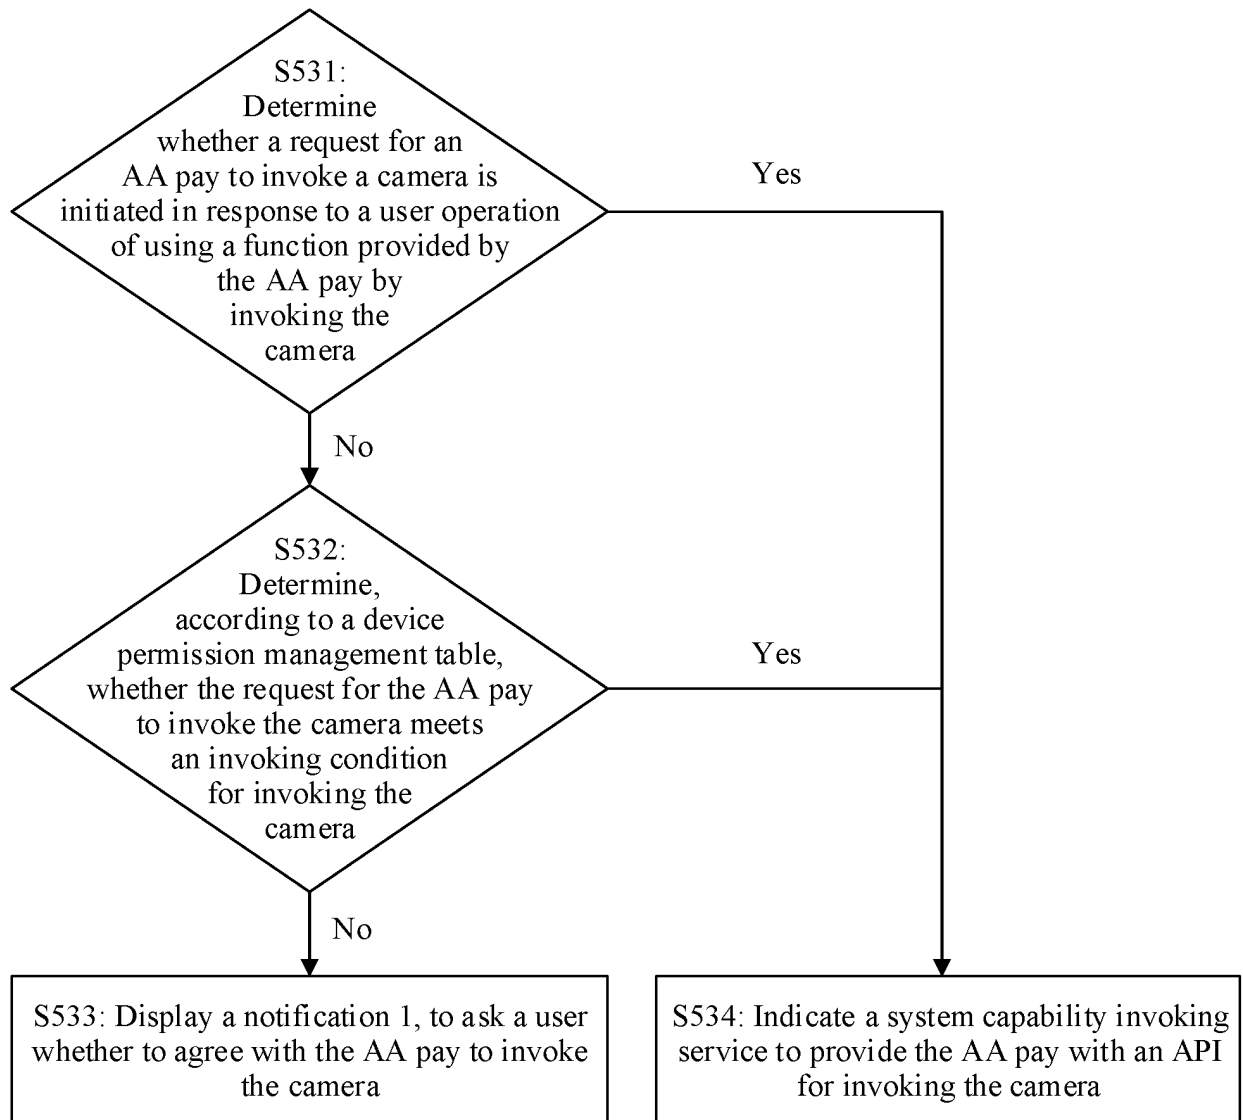 S531:
Determine
whether a request for an
AA pay to invoke a camera is
initiated in response to a user operation
of using a function provided by
the AA pay by
invoking the
camera
Yes
No
S532:
Determine,
according to a device
permission management table,
whether the request for the AA pay
to invoke the camera meets
an invoking condition
for invoking the
camera
Yes
No
S533: Display a notification 1, to ask a user
whether to agree with the AA pay to invoke
the camera
S534: Indicate a system capability invoking
service to provide the AA pay with an API
for invoking the camera